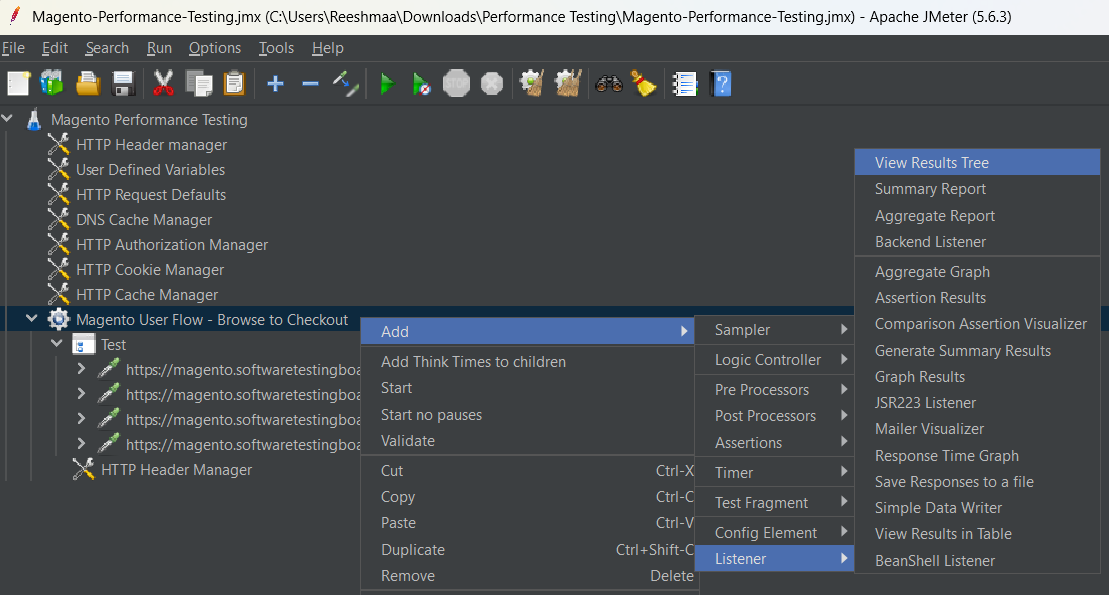 Magento-Performance-Testing.jmx (C:\Users\Reeshmaa\Downloads\Performance Testing\Magento-Performance-Testing.jmx) - Apache JMeter (5.6.3)
File Edit Search Run Options Tools Help
STOP
Magento Performance Testing
HTTP Header manager
User Defined Variables
HTTP Request Defaults
DNS Cache Manager
HTTP Authorization Manager
HTTP Cookie Manager
HTTP Cache Manager
Magento User Flow - Browse to Checkout
Test
https://magento.softwaretestingboa
https://magento.softwaretestingboa
https://magento.softwaretestingboa
https://magento.softwaretestingboa
HTTP Header Manager
Add
Add Think Times to children
Start
Start no pauses
Validate
Cut Ctrl-X
Copy Ctrl-C
Paste Ctrl-V
Duplicate Ctrl+Shift-C
Remove Delete
Sampler
Logic Controller
Pre Processors
Post Processors
Assertions
Timer
Test Fragment
Config Element
Listener
View Results Tree
Summary Report
Aggregate Report
Backend Listener
Aggregate Graph
Assertion Results
Comparison Assertion Visualizer
Generate Summary Results
Graph Results
JSR223 Listener
Mailer Visualizer
Response Time Graph
Save Responses to a file
Simple Data Writer
View Results in Table
BeanShell Listener